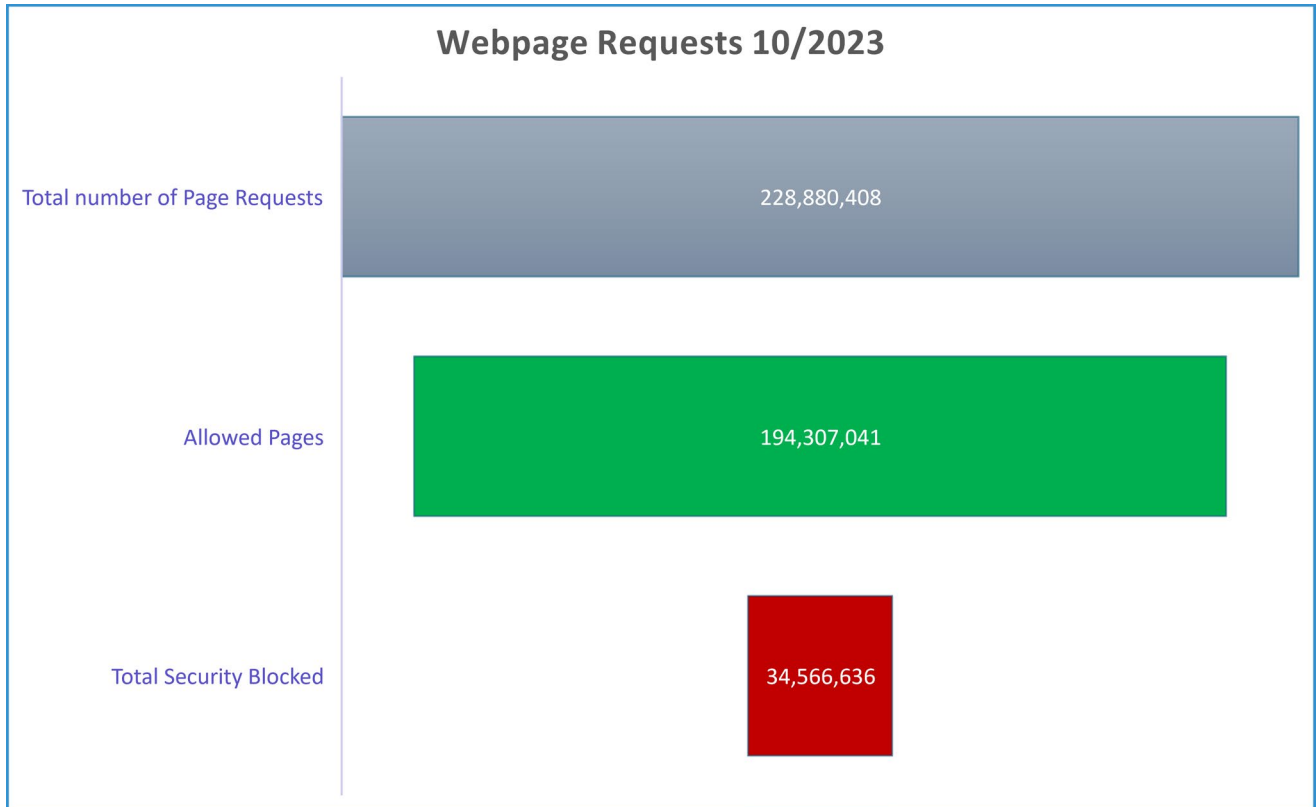 Webpage Requests 10/2023
Total number of Page Requests
228,880,408
Allowed Pages
194,307,041
Total Security Blocked
34,566,636